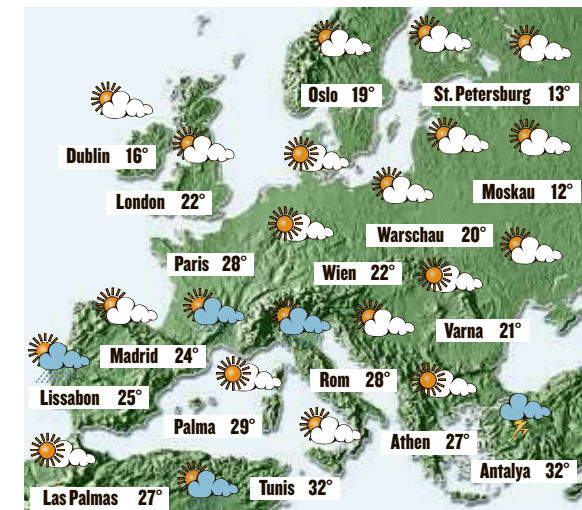 Oslo 19°
St. Petersburg 13°
Dublin 16°
London 22°
Moskau 12°
Warschau 20°
Paris 28°
Wien 22°
Varna 21°
Madrid 24°
Rom 28°
Lissabon 25°
Palma 29°
Athen 27°
Antalya 32°
Tunis 32°
Las Palmas 27°